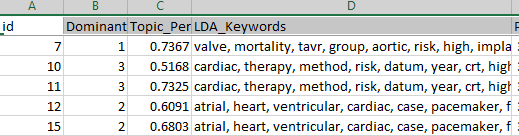 A B C D
id Dominant Topic_Per LDA_Keywords
7 1 0.7367 valve, mortality, tavr, group, aortic, risk, high, impla
10 3 0.5168 cardiac, therapy, method, risk, datum, year, crt, high
11 3 0.7325 cardiac, therapy, method, risk, datum, year, crt, high
12 2 0.6091 atrial, heart, ventricular, cardiac, case, pacemaker, f
15 2 0.6803 atrial, heart, ventricular, cardiac, case, pacemaker, f